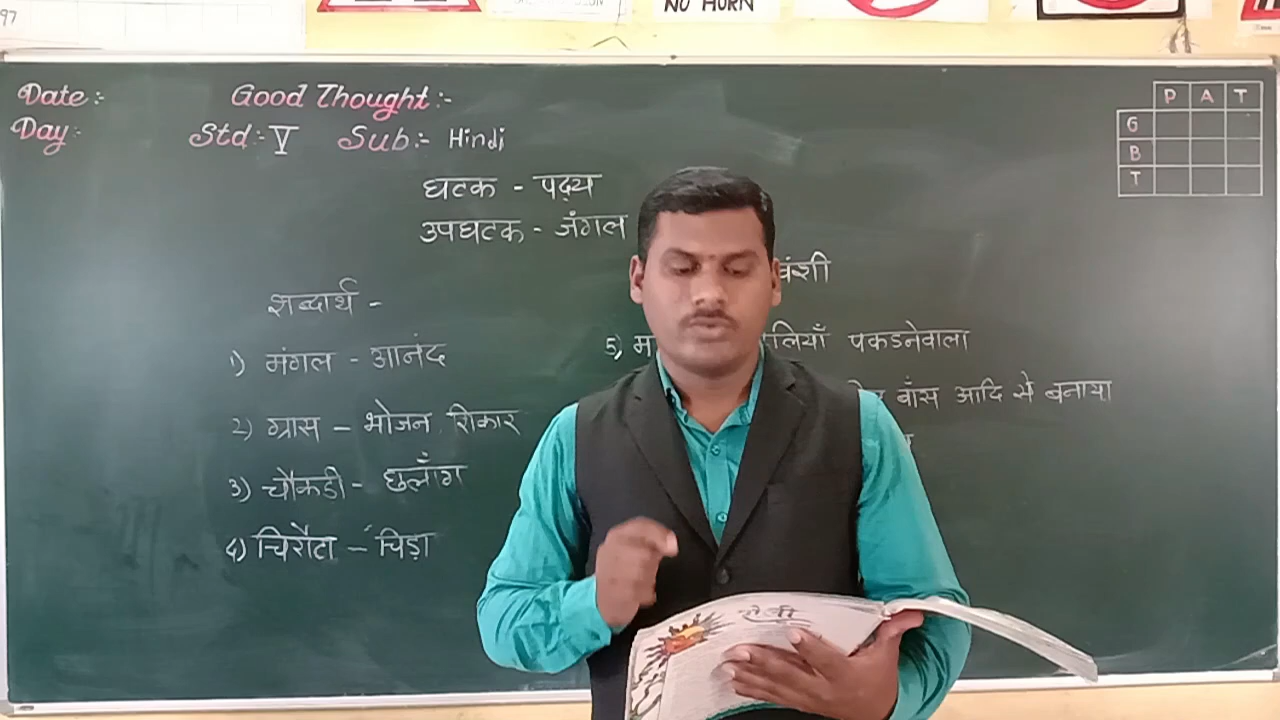 97
NO HORN
Date:- Good Thought:-
Day:- Std:- V Sub:- Hindi
P A T
G
B
T
घटक - पद्य
उपघटक - जंगल
वंशी
शब्दार्थ -
1) मंगल - आनंद
2) ग्रास - भोजन, शिकार
3) चौकडी - छलाँग
4) चिरौटा - चिड़ा
5) लियाँ पकडनेवाला
बाँस आदि से बनाया